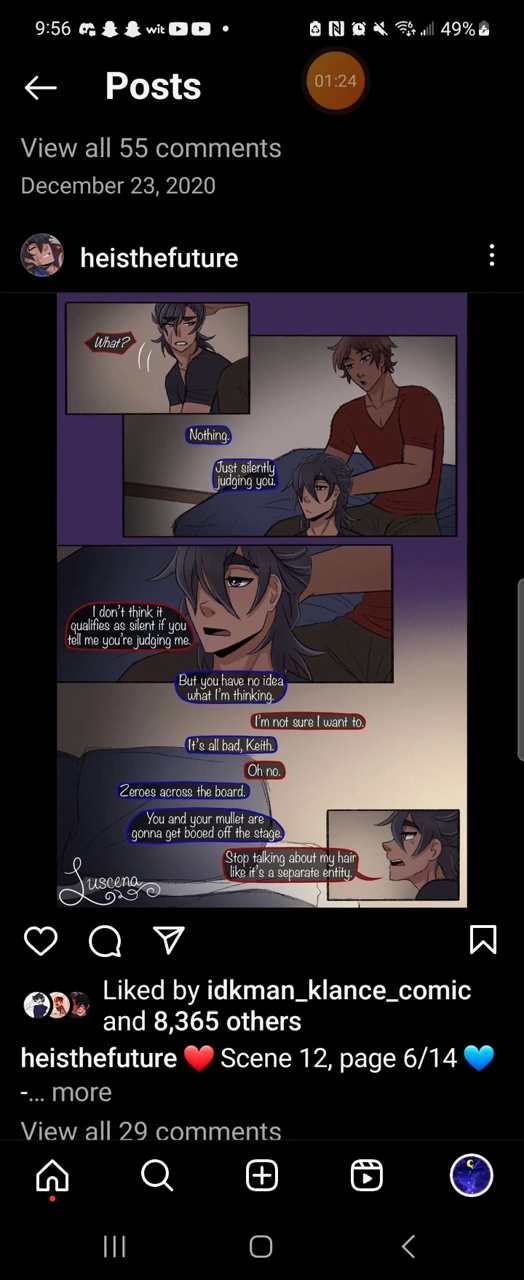 9:56
wit
49%
Posts
01:24
View all 55 comments
December 23, 2020
heisthefuture
What?
Nothing.
Just silently
judging you.
I don't think it
qualifies as silent if you
tell me you're judging me.
But you have no idea
what I'm thinking.
I'm not sure I want to.
It's all bad, Keith.
Oh no.
Zeroes across the board.
You and your mullet are
gonna get booed off the stage.
Stop talking about my hair
like it's a separate entity.
Luscena
Liked by idkman_klance_comic
and 8,365 others
heisthefuture ❤️ Scene 12, page 6/14 💙
-... more
View all 29 comments